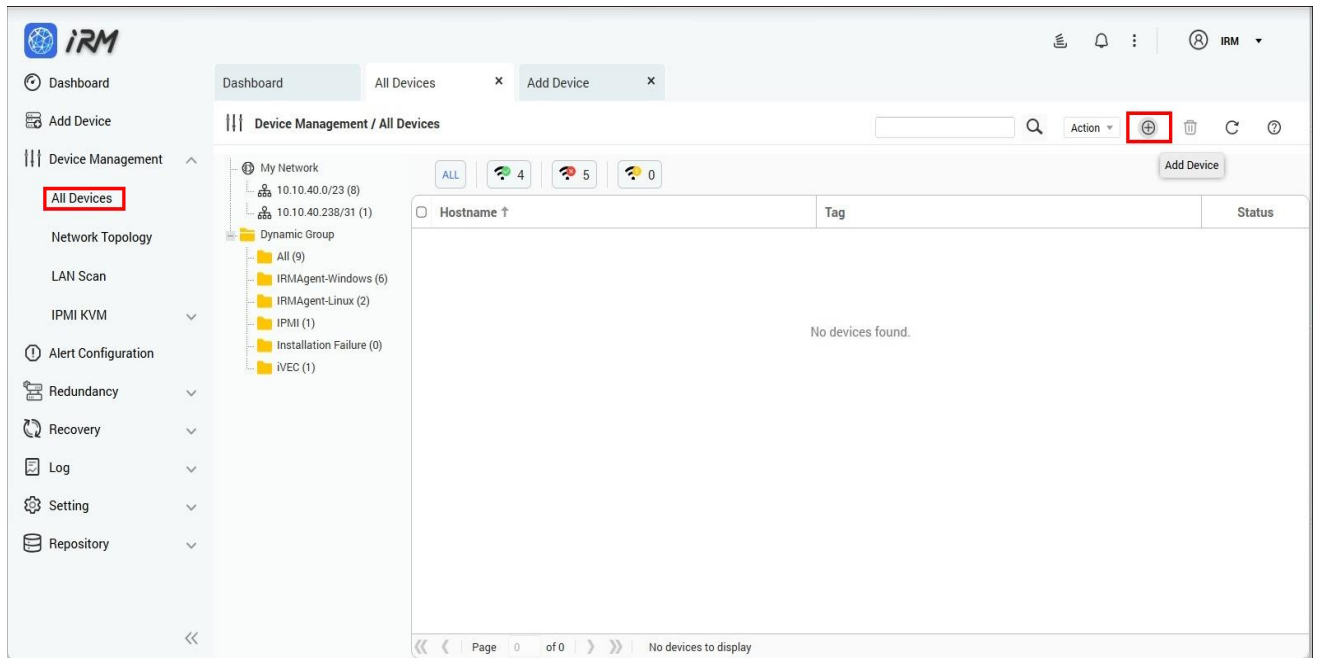 iRM
IRM
Dashboard
Add Device
Device Management
All Devices
Network Topology
LAN Scan
IPMI KVM
Alert Configuration
Redundancy
Recovery
Log
Setting
Repository
Dashboard
All Devices
Add Device
Device Management / All Devices
Action
Add Device
My Network
10.10.40.0/23 (8)
10.10.40.238/31 (1)
Dynamic Group
All (9)
IRMAgent-Windows (6)
IRMAgent-Linux (2)
IPMI (1)
Installation Failure (0)
iVEC (1)
ALL 4 5 0
Hostname ↑ Tag Status
No devices found.
Page 0 of 0 No devices to display